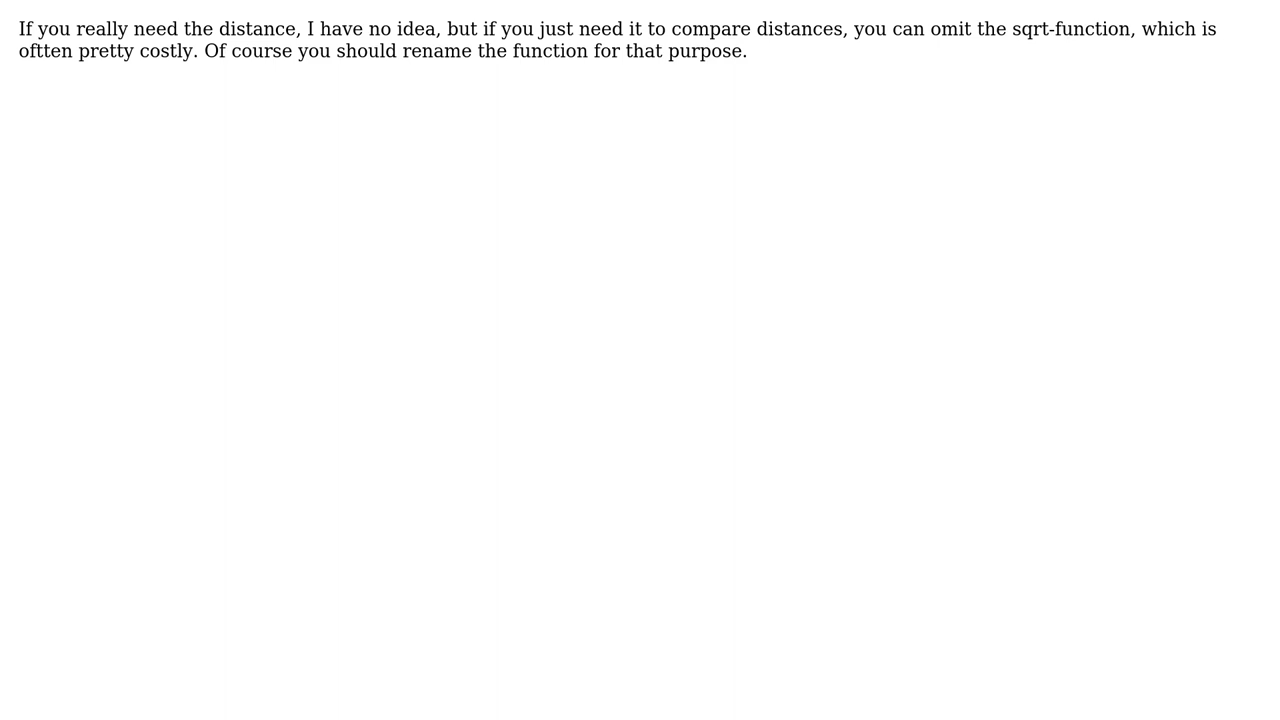 If you really need the distance, I have no idea, but if you just need it to compare distances, you can omit the sqrt-function, which is
oftten pretty costly. Of course you should rename the function for that purpose.